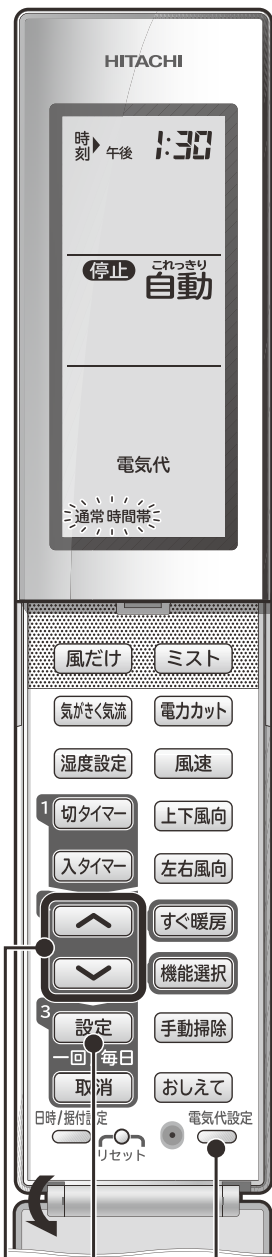 HITACHI
時刻 午後 1:30
停止 これっきり 自動
電気代
通常時間帯
風だけ ミスト
気がきく気流 電力カット
湿度設定 風速
1 切タイマー 上下風向
入タイマー 左右風向
すぐ暖房
機能選択
3 設定 手動掃除
一回 毎日
取消 おしえて
日時/据付設定 リセット 電気代設定